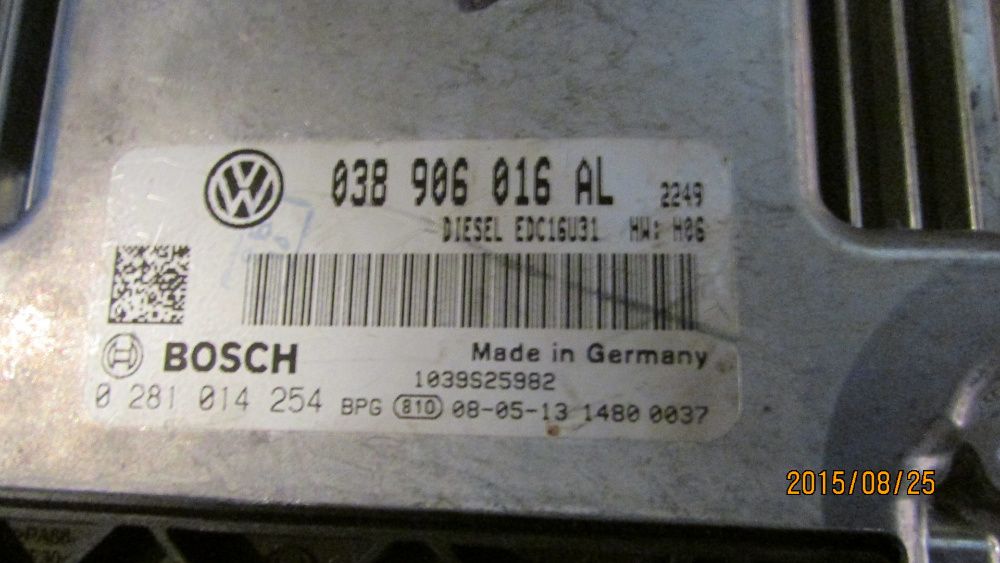 038 906 016 AL 2249
DIESEL EDC16U31 HW: H06
BOSCH Made in Germany
1039S25982
0 281 014 254 BPG 810 08-05-13 1480 0037
2015/08/25